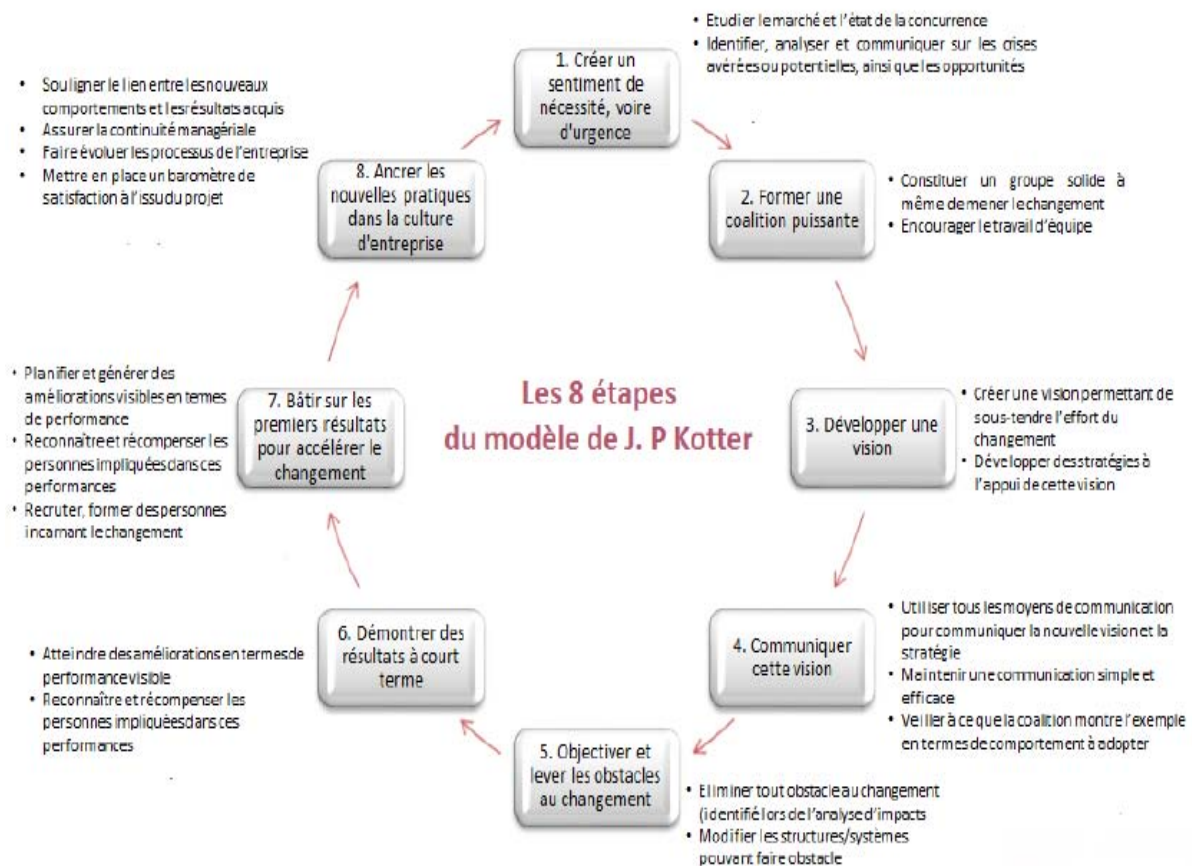 • Etudier le marché et l'état de la concurrence
• Identifier, analyser et communiquer sur les crises
avérées ou potentielles, ainsi que les opportunités
1. Créer un
sentiment de
nécessité, voire
d'urgence
2. Former une
coalition puissante
• Constituer un groupe solide à
même de mener le changement
• Encourager le travail d'équipe
Les 8 étapes
du modèle de J. P Kotter
3. Développer une
vision
• Créer une vision permettant de
sous-tendre l'effort du
changement
• Développer des stratégies à
l'appui de cette vision
4. Communiquer
cette vision
• Utiliser tous les moyens de communication
pour communiquer la nouvelle vision et la
stratégie
• Maintenir une communication simple et
efficace
• Veiller à ce que la coalition montre l'exemple
en termes de comportement à adopter
5. Objectiver et
lever les obstacles
au changement
• Eliminer tout obstacle au changement
(identifié lors de l'analyse d'impacts
• Modifier les structures/systèmes
pouvant faire obstacle
6. Démontrer des
résultats à court
terme
• Atteindre des améliorations en termes de
performance visible
• Reconnaître et récompenser les
personnes impliquées dans ces
performances
7. Bâtir sur les
premiers résultats
pour accélérer le
changement
• Planifier et générer des
améliorations visibles en termes
de performance
• Reconnaître et récompenser les
personnes impliquées dans ces
performances
• Recruter, former des personnes
incarnant le changement
8. Ancrer les
nouvelles pratiques
dans la culture
d'entreprise
• Souligner le lien entre les nouveaux
comportements et les résultats acquis
• Assurer la continuité managériale
• Faire évoluer les processus de l'entreprise
• Mettre en place un baromètre de
satisfaction à l'issu du projet